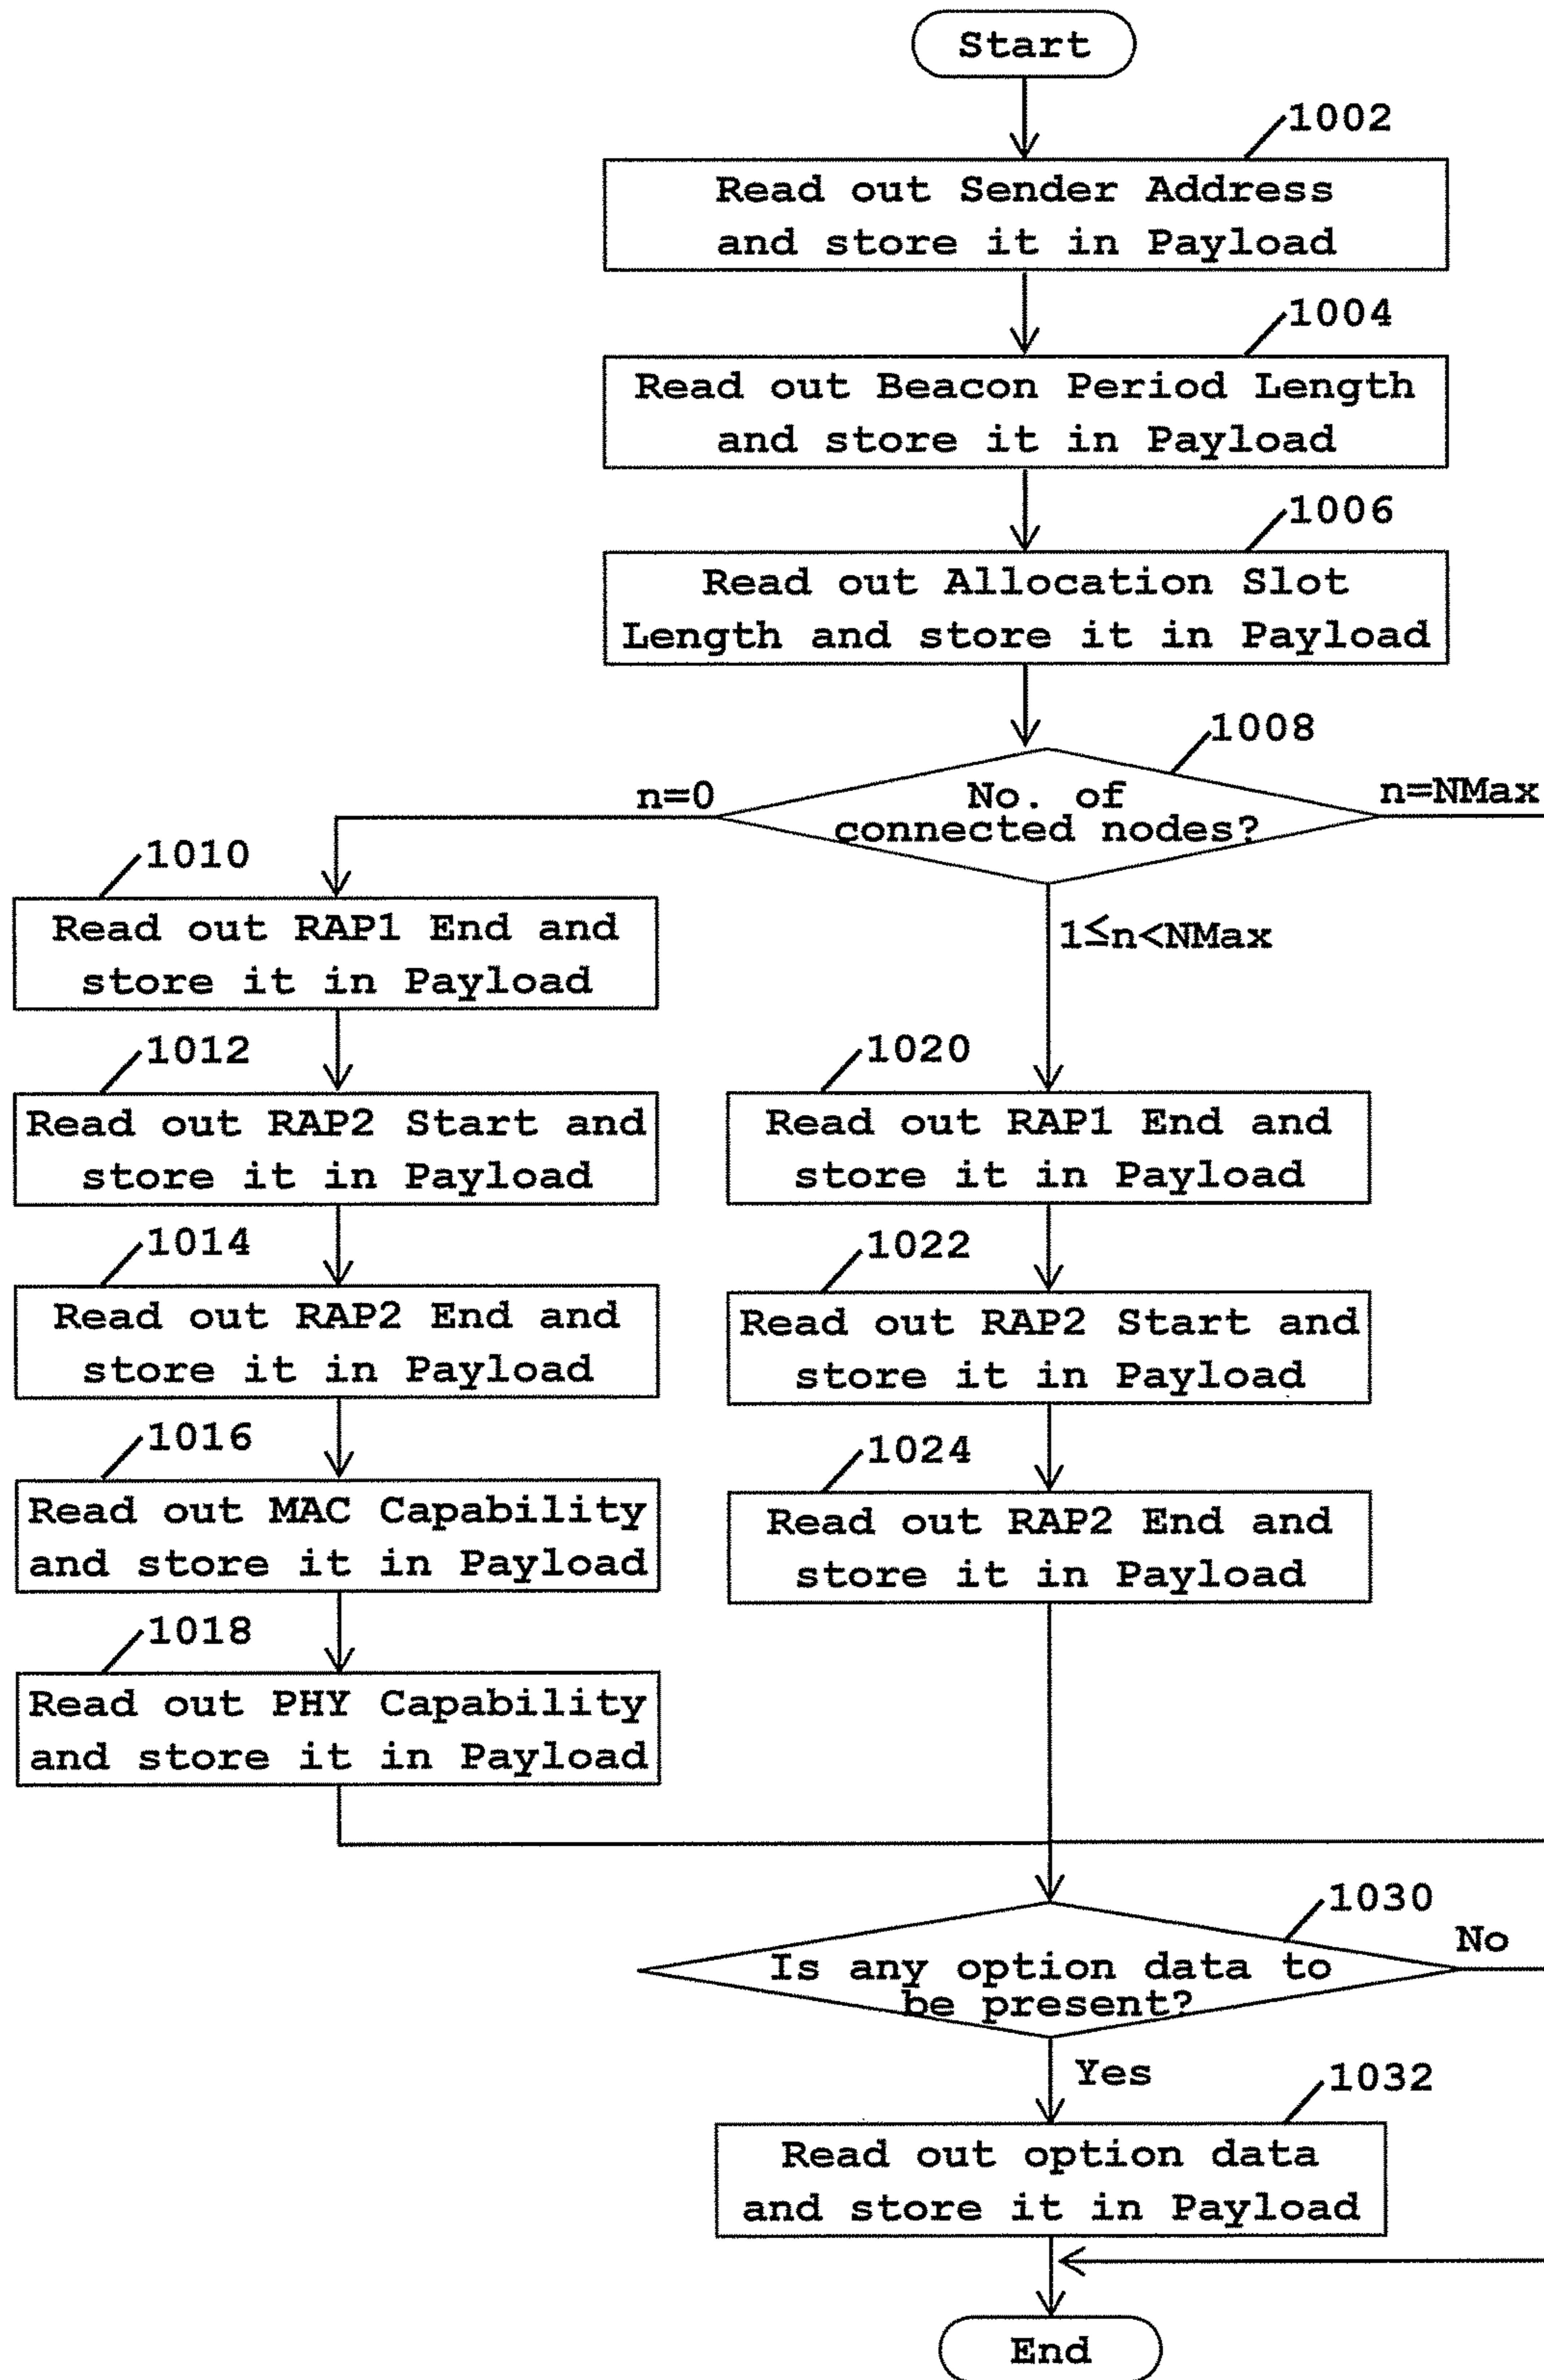 Start
1002
Read out Sender Address
and store it in Payload
1004
Read out Beacon Period Length
and store it in Payload
1006
Read out Allocation Slot
Length and store it in Payload
1008
n=0
No. of
connected nodes?
n=NMax
1≤n<NMax
1010
Read out RAP1 End and
store it in Payload
1012
Read out RAP2 Start and
store it in Payload
1014
Read out RAP2 End and
store it in Payload
1016
Read out MAC Capability
and store it in Payload
1018
Read out PHY Capability
and store it in Payload
1020
Read out RAP1 End and
store it in Payload
1022
Read out RAP2 Start and
store it in Payload
1024
Read out RAP2 End and
store it in Payload
1030
Is any option data to
be present?
No
Yes
1032
Read out option data
and store it in Payload
End